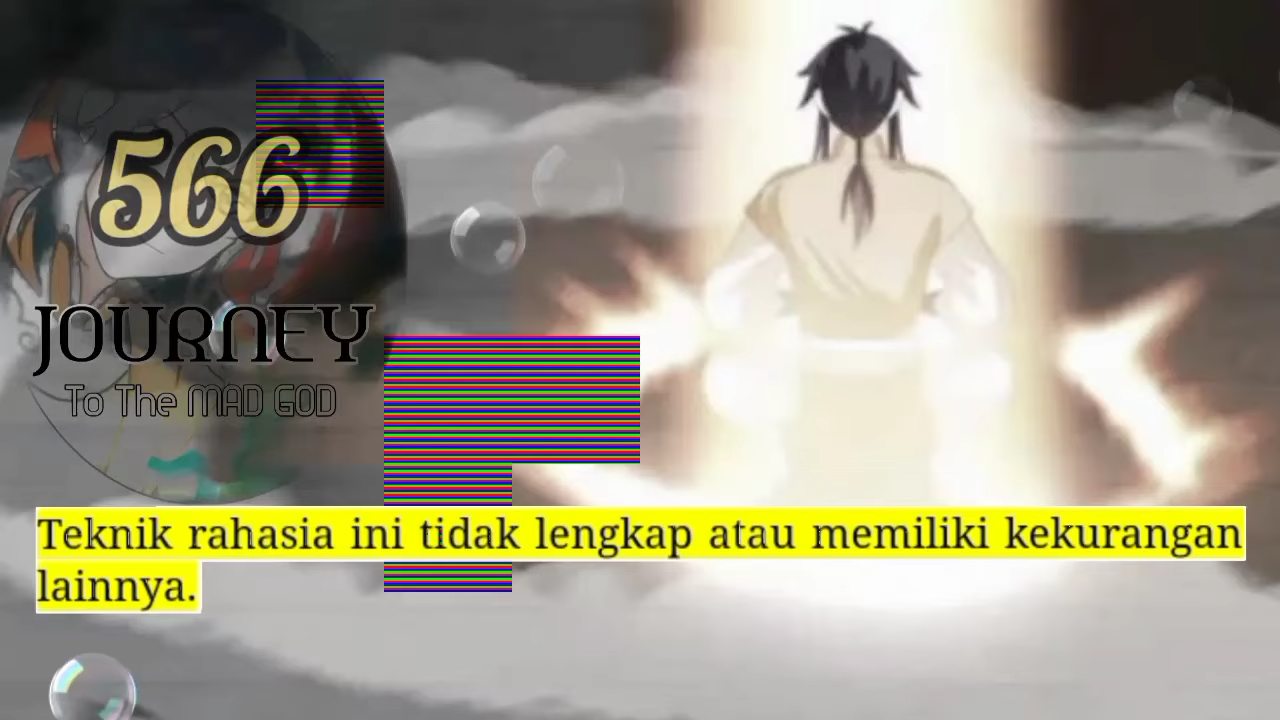 566
JOURNEY
To The MAD GOD
Teknik rahasia ini tidak lengkap atau memiliki kekurangan
lainnya.